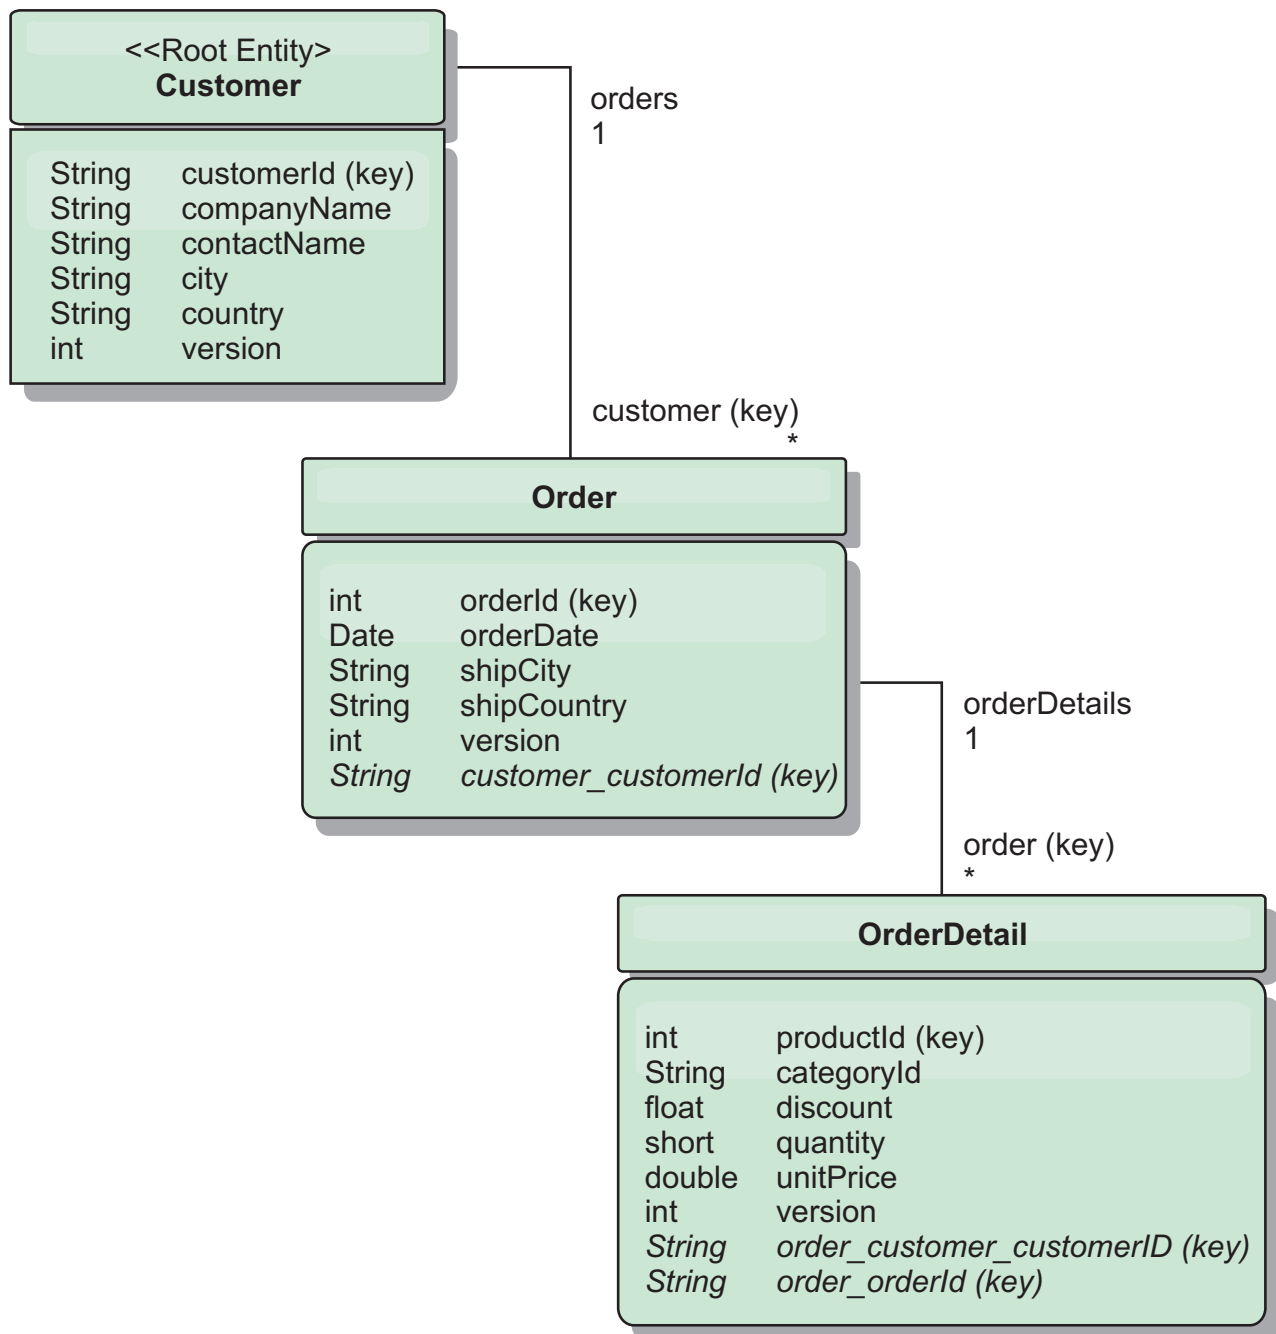 <<Root Entity>
Customer
String customerId (key)
String companyName
String contactName
String city
String country
int version
orders
1
customer (key)
*
Order
int orderId (key)
Date orderDate
String shipCity
String shipCountry
int version
String customer_customerId (key)
orderDetails
1
order (key)
*
OrderDetail
int productId (key)
String categoryId
float discount
short quantity
double unitPrice
int version
String order_customer_customerID (key)
String order_orderId (key)